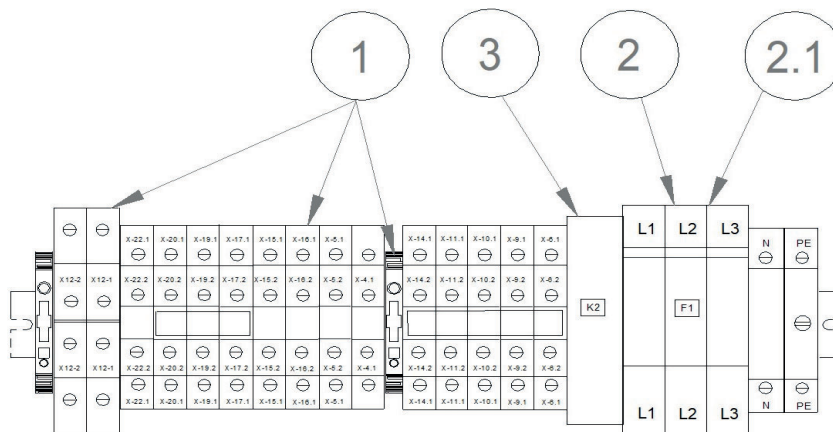 1 3 2 2.1
L1 L2 L3
X-22.1 X-20.1 X-19.1 X-17.1 X-15.1 X-16.1 X-5.1 X-14.1 X-11.1 X-10.1 X-9.1 X-6.1 N PE
X12-2 X12-1 X-22.2 X-20.2 X-19.2 X-17.2 X-15.2 X-16.2 X-5.2 X-4.1 X-14.2 X-11.2 X-10.2 X-9.2 X-6.2
K2 F1
X12-2 X12-1 X-22.2 X-20.2 X-19.2 X-17.2 X-15.2 X-16.2 X-5.2 X-4.1 X-14.2 X-11.2 X-10.2 X-9.2 X-6.2
X-22.1 X-20.1 X-19.1 X-17.1 X-15.1 X-16.1 X-5.1 X-14.1 X-11.1 X-10.1 X-9.1 X-6.1 N PE
L1 L2 L3